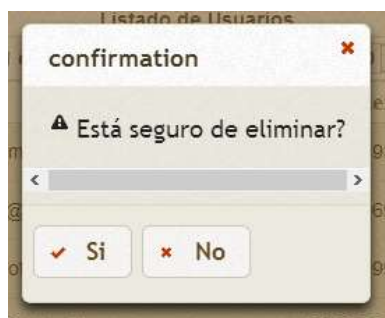 Listado de Usuarios
confirmation
Está seguro de eliminar?
Si
No